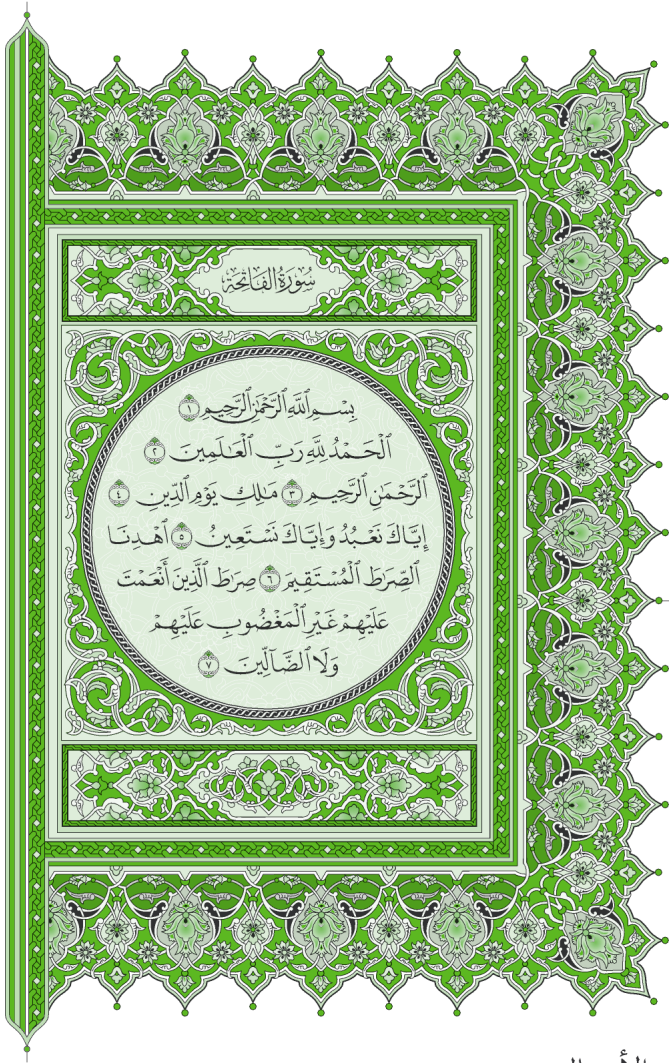 سُورَةُ الفَاتِحَةِ
بِسْمِ ٱللَّهِ ٱلرَّحْمَٰنِ ٱلرَّحِيمِ ١
ٱلْحَمْدُ لِلَّهِ رَبِّ ٱلْعَٰلَمِينَ ٢
ٱلرَّحْمَٰنِ ٱلرَّحِيمِ ٣ مَٰلِكِ يَوْمِ ٱلدِّينِ ٤
إِيَّاكَ نَعْبُدُ وَإِيَّاكَ نَسْتَعِينُ ٥ ٱهْدِنَا
ٱلصِّرَٰطَ ٱلْمُسْتَقِيمَ ٦ صِرَٰطَ ٱلَّذِينَ أَنْعَمْتَ
عَلَيْهِمْ غَيْرِ ٱلْمَغْضُوبِ عَلَيْهِمْ
وَلَا ٱلضَّآلِّينَ ٧